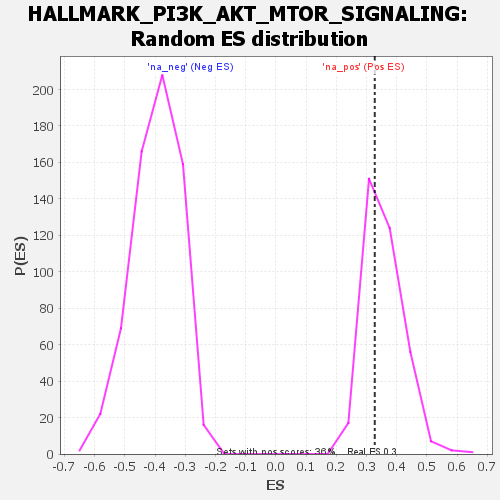 HALLMARK_PI3K_AKT_MTOR_SIGNALING:
Random ES distribution
'na_neg' (Neg ES)
'na_pos' (Pos ES)
200
180
160
140
120
100
80
60
40
20
0
P(ES)
Sets with pos scores: 36%
Real ES 0.3
-0.7 -0.6 -0.5 -0.4 -0.3 -0.2 -0.1 0.0 0.1 0.2 0.3 0.4 0.5 0.6 0.7
ES